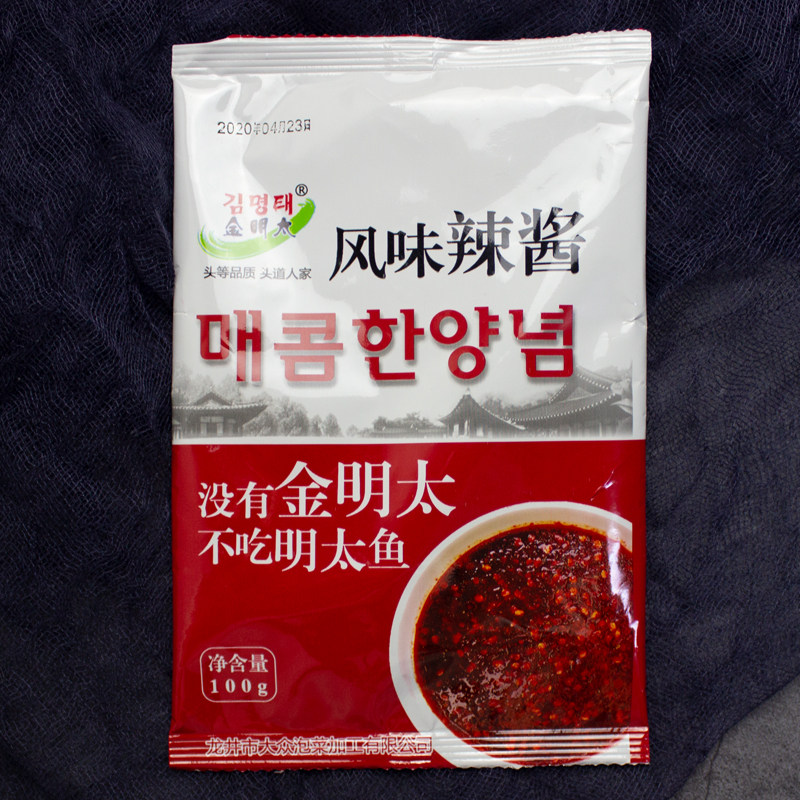 2020年04月23日
김명태®
金明太
头等品质 头道人家
风味辣酱
매콤한양념
没有金明太
不吃明太鱼
净含量
100g
龙井市大众泡菜加工有限公司